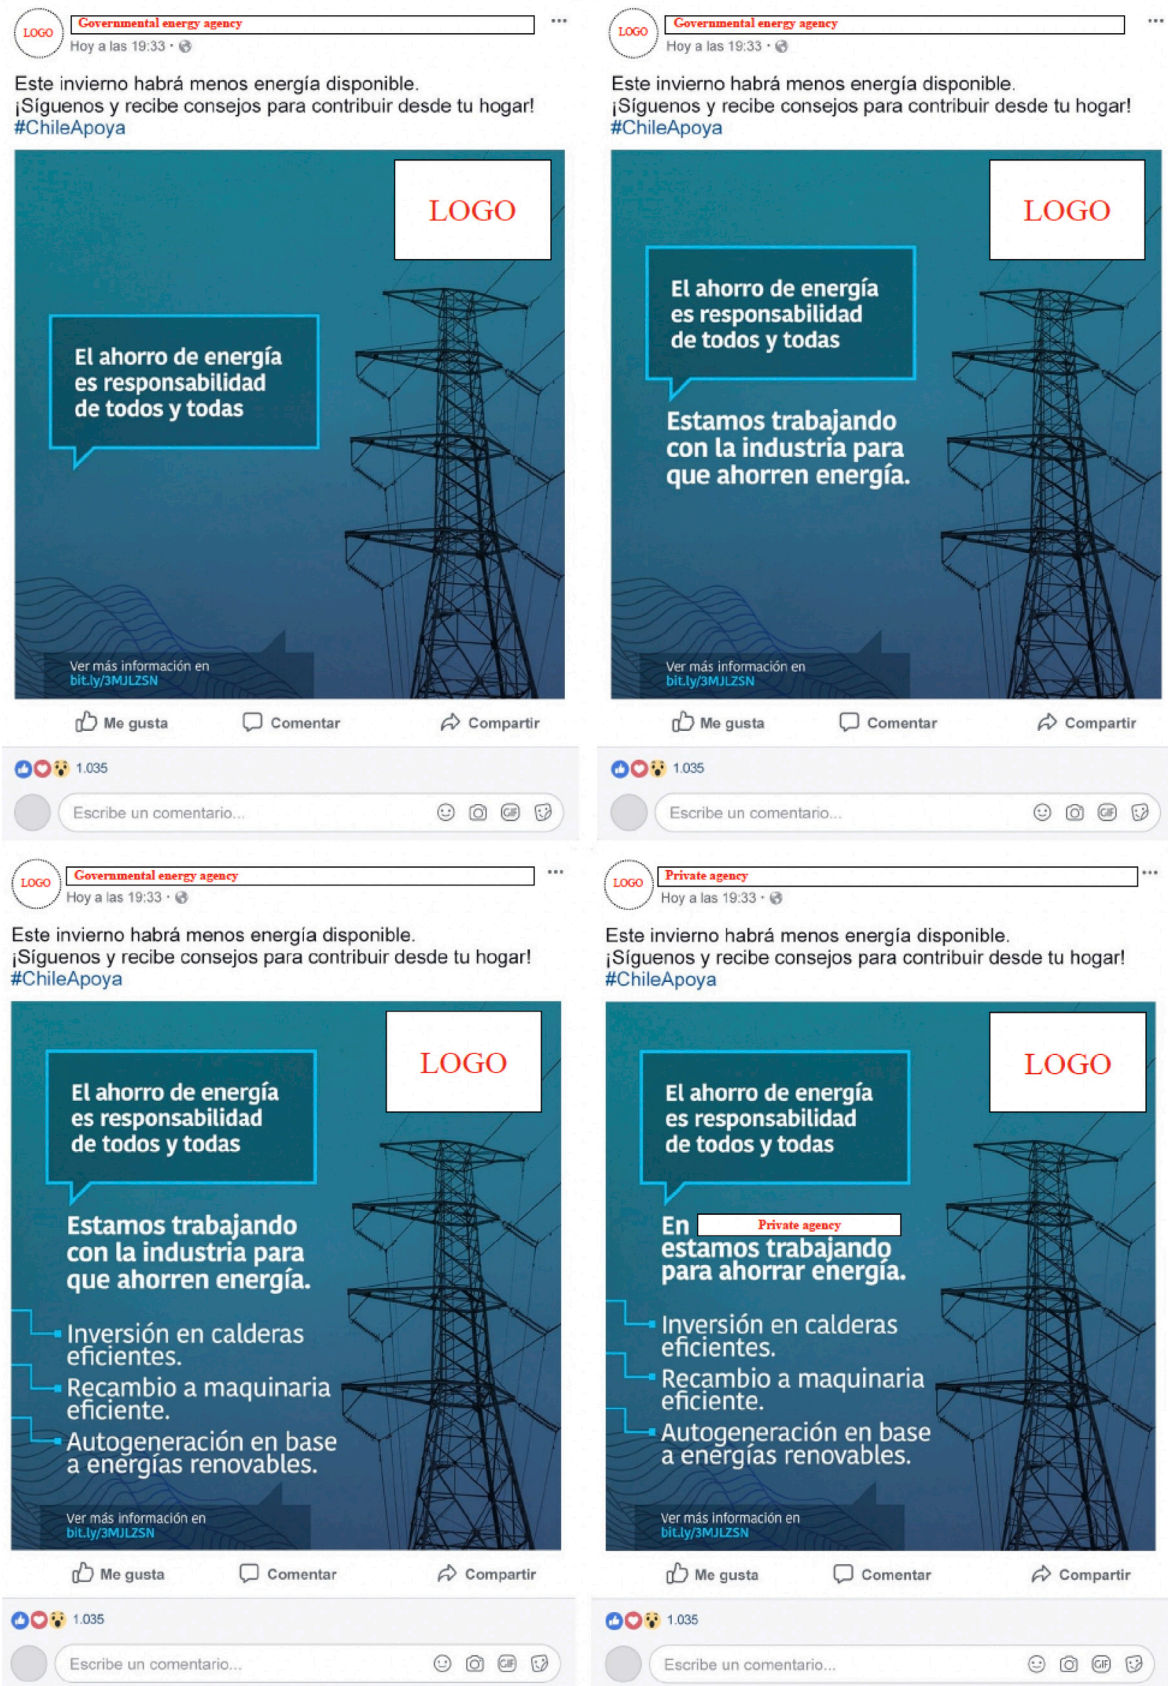 LOGO
Governmental energy agency
Hoy a las 19:33
Este invierno habrá menos energía disponible.
¡Síguenos y recibe consejos para contribuir desde tu hogar!
#ChileApoya
LOGO
El ahorro de energía
es responsabilidad
de todos y todas
Ver más información en
bit.ly/3MJLZSN
Me gusta
Comentar
Compartir
1.035
Escribe un comentario...
GIF
LOGO
Governmental energy agency
Hoy a las 19:33
Este invierno habrá menos energía disponible.
¡Síguenos y recibe consejos para contribuir desde tu hogar!
#ChileApoya
LOGO
El ahorro de energía
es responsabilidad
de todos y todas
Estamos trabajando
con la industria para
que ahorren energía.
Ver más información en
bit.ly/3MJLZSN
Me gusta
Comentar
Compartir
1.035
Escribe un comentario...
GIF
LOGO
Governmental energy agency
Hoy a las 19:33
Este invierno habrá menos energía disponible.
¡Síguenos y recibe consejos para contribuir desde tu hogar!
#ChileApoya
LOGO
El ahorro de energía
es responsabilidad
de todos y todas
Estamos trabajando
con la industria para
que ahorren energía.
Inversión en calderas
eficientes.
Recambio a maquinaria
eficiente.
Autogeneración en base
a energías renovables.
Ver más información en
bit.ly/3MJLZSN
Me gusta
Comentar
Compartir
1.035
Escribe un comentario...
GIF
LOGO
Private agency
Hoy a las 19:33
Este invierno habrá menos energía disponible.
¡Síguenos y recibe consejos para contribuir desde tu hogar!
#ChileApoya
LOGO
El ahorro de energía
es responsabilidad
de todos y todas
En Private agency
estamos trabajando
para ahorrar energía.
Inversión en calderas
eficientes.
Recambio a maquinaria
eficiente.
Autogeneración en base
a energías renovables.
Ver más información en
bit.ly/3MJLZSN
Me gusta
Comentar
Compartir
1.035
Escribe un comentario...
GIF